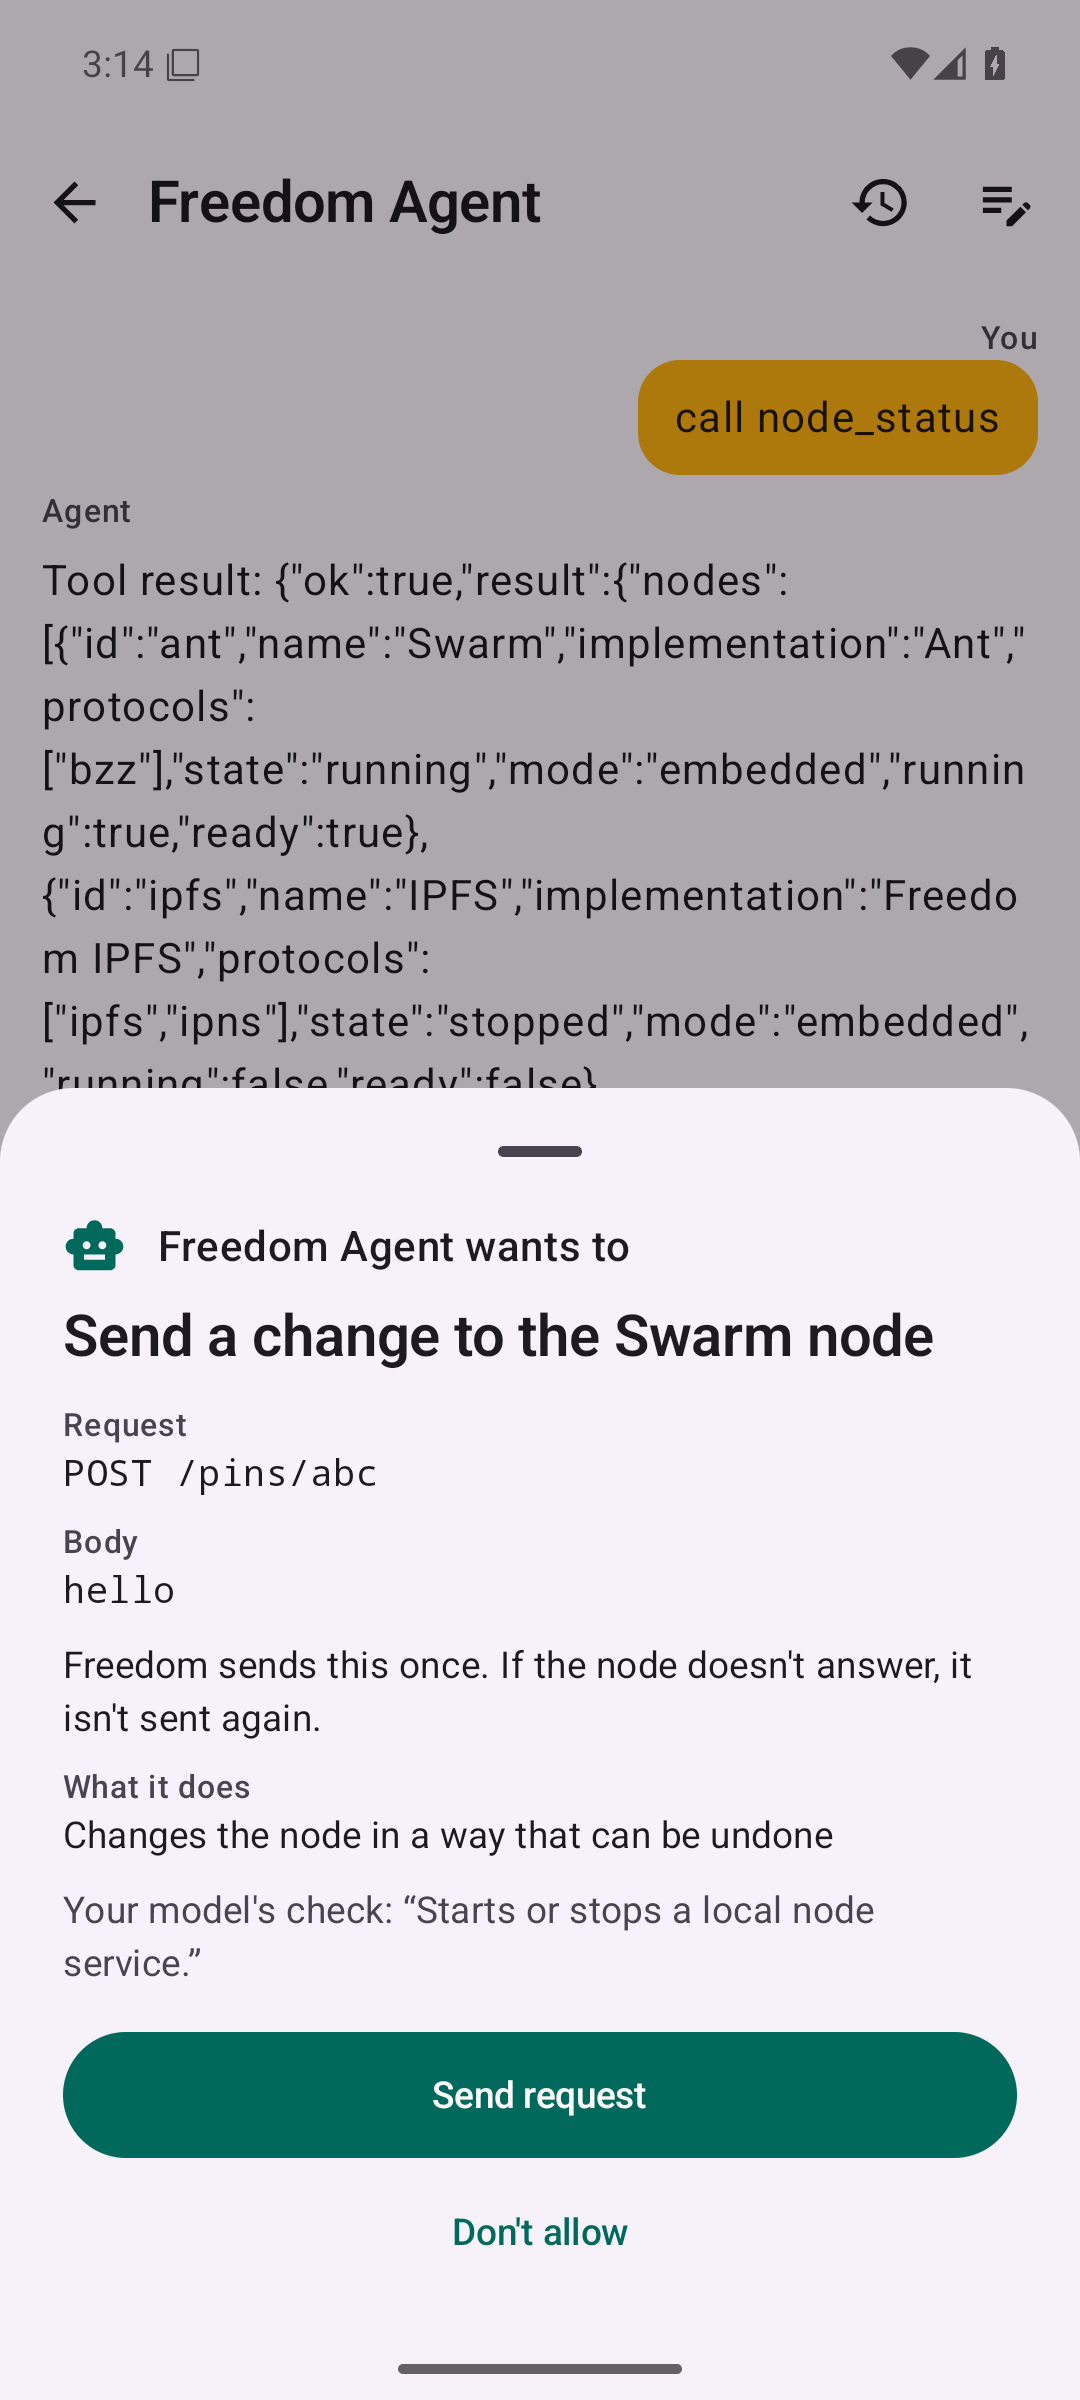 3:14
Freedom Agent
You
call node_status
Agent
Tool result: {"ok":true,"result":{"nodes":
[{"id":"ant","name":"Swarm","implementation":"Ant","
protocols":
["bzz"],"state":"running","mode":"embedded","runnin
g":true,"ready":true},
{"id":"ipfs","name":"IPFS","implementation":"Freedo
m IPFS","protocols":
["ipfs","ipns"],"state":"stopped","mode":"embedded",
"running":false,"ready":false}
Freedom Agent wants to
Send a change to the Swarm node
Request
POST /pins/abc
Body
hello
Freedom sends this once. If the node doesn't answer, it
isn't sent again.
What it does
Changes the node in a way that can be undone
Your model's check: “Starts or stops a local node
service.”
Send request
Don't allow